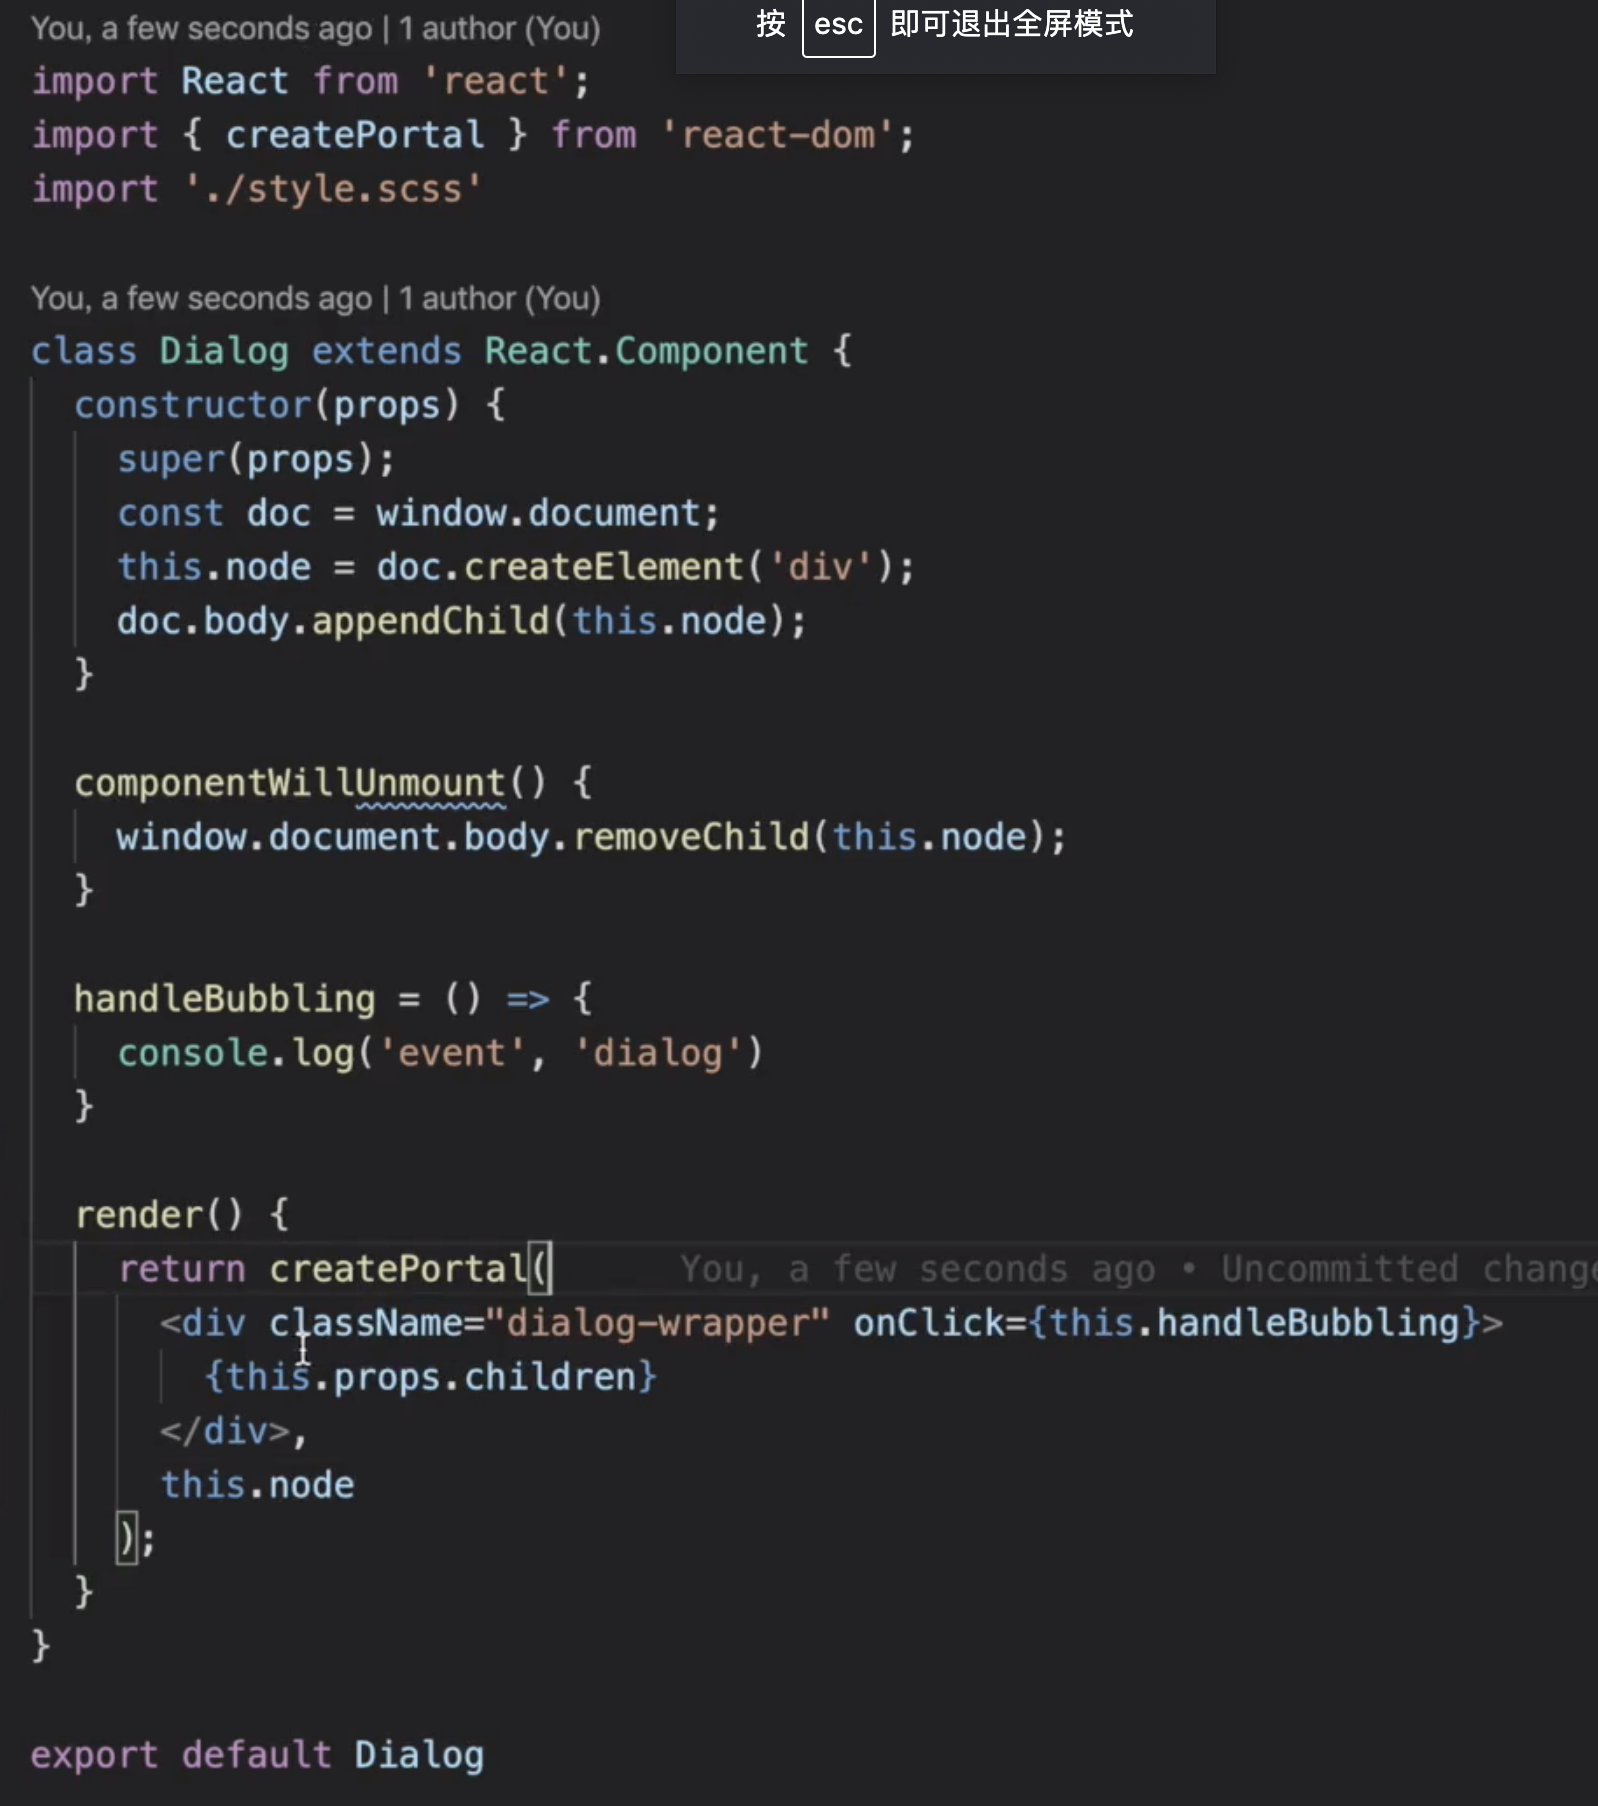 You, a few seconds ago | 1 author (You)
按 esc 即可退出全屏模式
import React from 'react';
import { createPortal } from 'react-dom';
import './style.scss'
You, a few seconds ago | 1 author (You)
class Dialog extends React.Component {
constructor(props) {
super(props);
const doc = window.document;
this.node = doc.createElement('div');
doc.body.appendChild(this.node);
}
componentWillUnmount() {
window.document.body.removeChild(this.node);
}
handleBubbling = () => {
console.log('event', 'dialog')
}
render() {
return createPortal( You, a few seconds ago • Uncommitted change
<div className="dialog-wrapper" onClick={this.handleBubbling}>
{this.props.children}
</div>,
this.node
);
}
}
export default Dialog